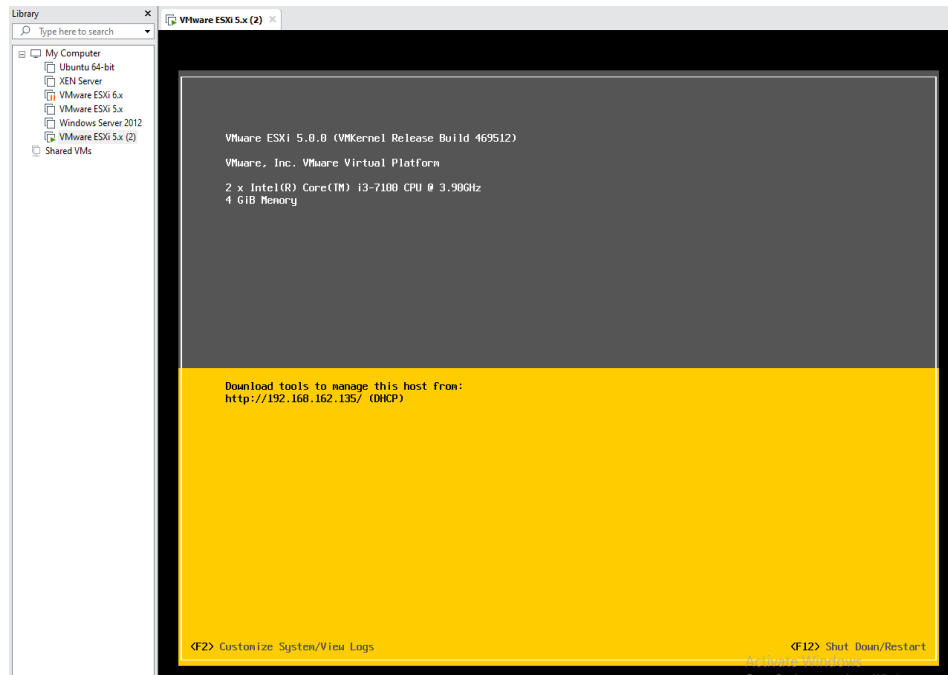 Library
Type here to search
My Computer
Ubuntu 64-bit
XEN Server
VMware ESXi 6.x
VMware ESXi 5.x
Windows Server 2012
VMware ESXi 5.x (2)
Shared VMs
VMware ESXi 5.x (2)
VMware ESXi 5.0.0 (VMKernel Release Build 469512)
VMware, Inc. VMware Virtual Platform
2 x Intel(R) Core(TM) i3-7100 CPU @ 3.90GHz
4 GiB Memory
Download tools to manage this host from:
http://192.168.162.135/ (DHCP)
<F2> Customize System/View Logs
<F12> Shut Down/Restart
Activate Windows